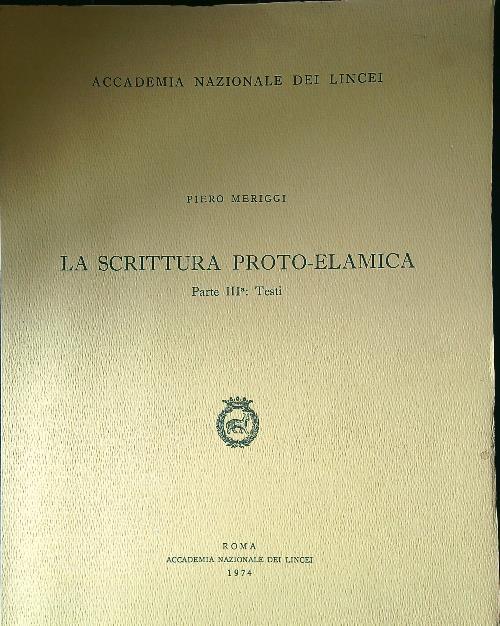 ACCADEMIA NAZIONALE DEI LINCEI
PIERO MERIGGI
LA SCRITTURA PROTO-ELAMICA
Parte IIIª: Testi
ROMA
ACCADEMIA NAZIONALE DEI LINCEI
1974